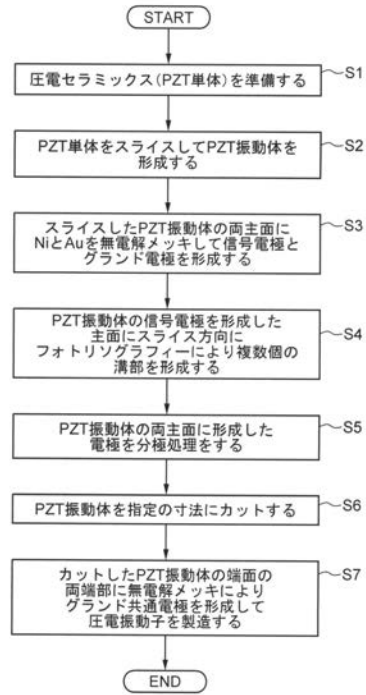 START
圧電セラミックス(PZT単体)を準備する
S1
PZT単体をスライスしてPZT振動体を
形成する
S2
スライスしたPZT振動体の両主面に
NiとAuを無電解メッキして信号電極と
グランド電極を形成する
S3
PZT振動体の信号電極を形成した
主面にスライス方向に
フォトリソグラフィーにより複数個の
溝部を形成する
S4
PZT振動体の両主面に形成した
電極を分極処理をする
S5
PZT振動体を指定の寸法にカットする
S6
カットしたPZT振動体の端面の
両端部に無電解メッキにより
グランド共通電極を形成して
圧電振動子を製造する
S7
END